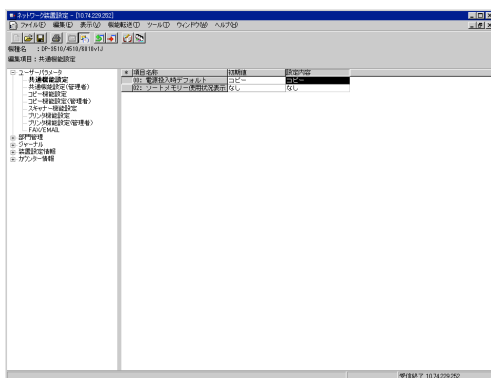 ネットワーク装置設定 - [10.74.229.252]
ファイル(F) 編集(E) 表示(V) 機能転送(T) ツール(T) ウィンドウ(W) ヘルプ(H)
機種名 : DP-3510/4510/6010v1J
編集項目 : 共通機能設定
ユーザーパラメータ
共通機能設定
共通機能設定(管理者)
コピー機能設定
コピー機能設定(管理者)
スキャナー機能設定
プリンタ機能設定
プリンタ機能設定(管理者)
FAX/EMAIL
部門管理
ジャーナル
装置設定情報
カウンター情報
* 項目名称 初期値 設定内容
00: 電源投入時デフォルト コピー コピー
02: ソートメモリー使用状況表示 なし なし
受信終了 10.74.229.252